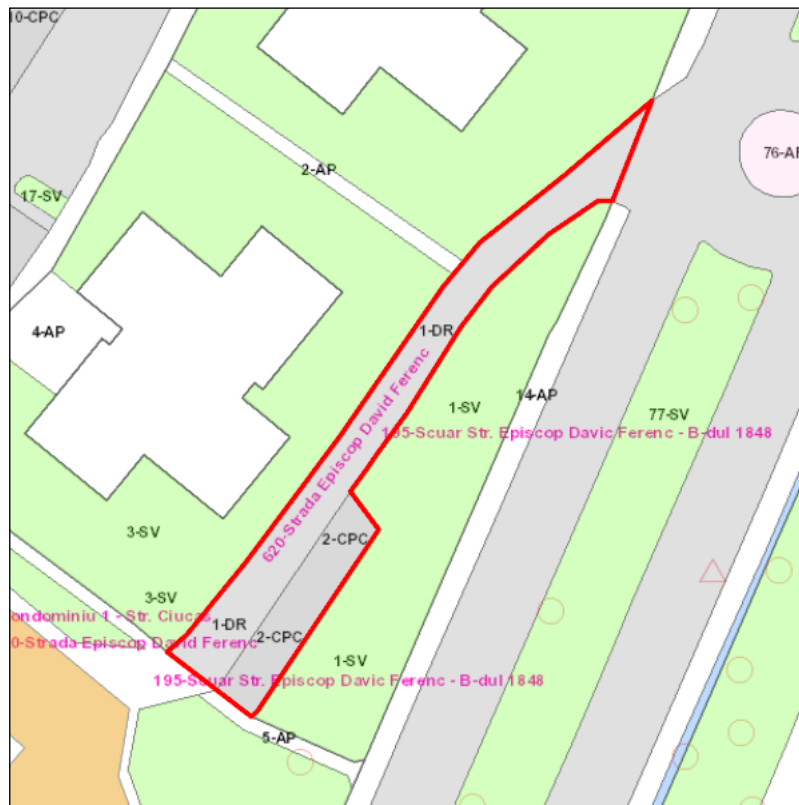 10-CPC
76-AP
2-AP
17-SV
1-DR
4-AP
14-AP
1-SV
77-SV
195-Scuar Str. Episcop Davic Ferenc - B-dul 1848
620-Strada Episcop David Ferenc
3-SV
2-CPC
3-SV
ondominiu 1 - Str. Ciucas
1-DR
2-CPC
0-Strada Episcop David Ferenc
1-SV
195-Scuar Str. Episcop Davic Ferenc - B-dul 1848
5-AP